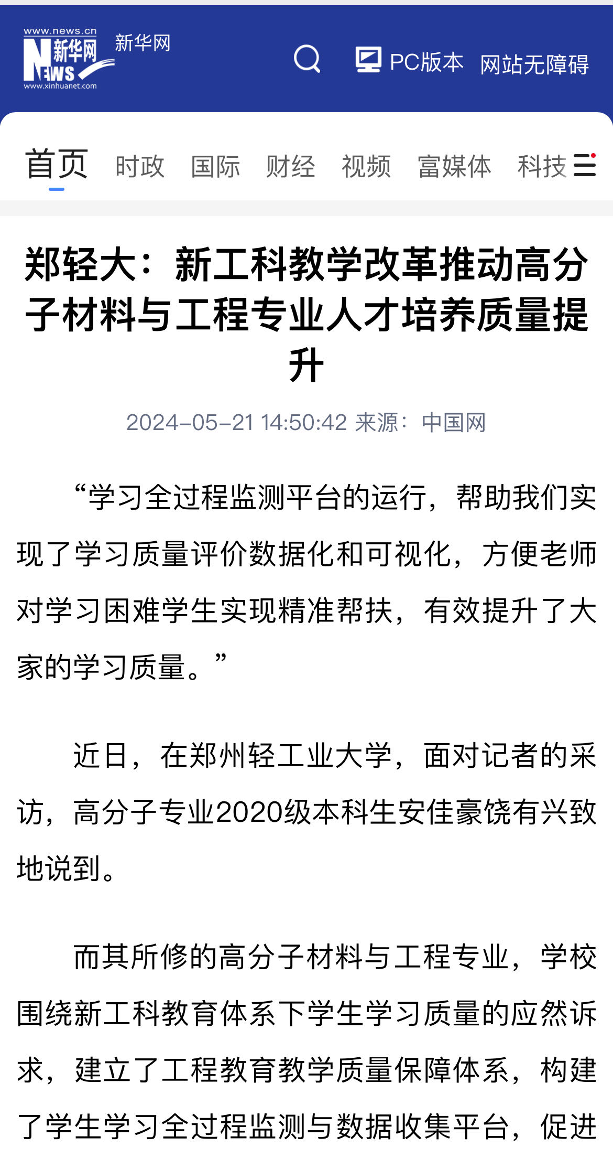 www.news.cn
新华网
NEWS
www.xinhuanet.com
新华网
PC版本
网站无障碍
首页 时政 国际 财经 视频 富媒体 科技
郑轻大：新工科教学改革推动高分
子材料与工程专业人才培养质量提
升
2024-05-21 14:50:42 来源：中国网
“学习全过程监测平台的运行，帮助我们实
现了学习质量评价数据化和可视化，方便老师
对学习困难学生实现精准帮扶，有效提升了大
家的学习质量。”
近日，在郑州轻工业大学，面对记者的采
访，高分子专业2020级本科生安佳豪饶有兴致
地说到。
而其所修的高分子材料与工程专业，学校
围绕新工科教育体系下学生学习质量的应然诉
求，建立了工程教育教学质量保障体系，构建
了学生学习全过程监测与数据收集平台，促进